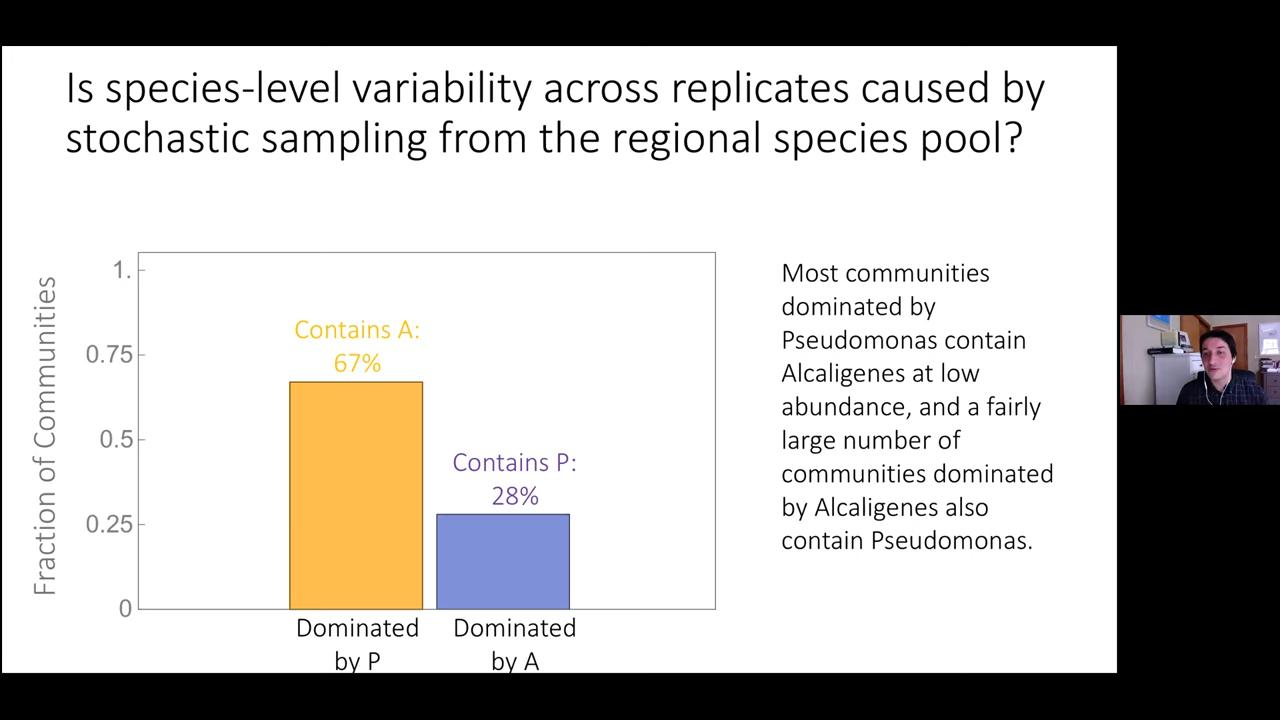 Is species-level variability across replicates caused by
stochastic sampling from the regional species pool?
Fraction of Communities
1.
0.75
0.5
0.25
0
Contains A:
67%
Contains P:
28%
Dominated
by P
Dominated
by A
Most communities
dominated by
Pseudomonas contain
Alcaligenes at low
abundance, and a fairly
large number of
communities dominated
by Alcaligenes also
contain Pseudomonas.